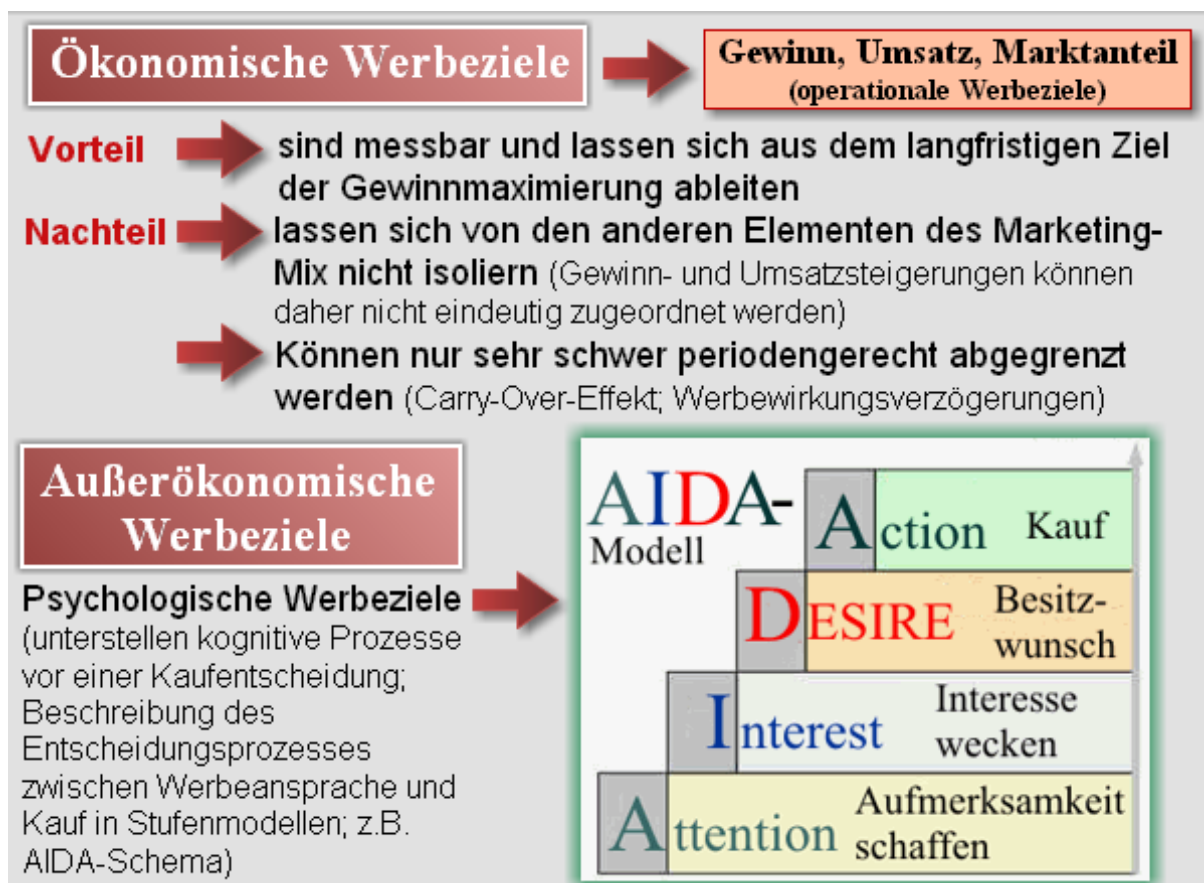 Ökonomische Werbeziele
Gewinn, Umsatz, Marktanteil
(operationale Werbeziele)
Vorteil
sind messbar und lassen sich aus dem langfristigen Ziel
der Gewinnmaximierung ableiten
Nachteil
lassen sich von den anderen Elementen des Marketing-
Mix nicht isoliern (Gewinn- und Umsatzsteigerungen können
daher nicht eindeutig zugeordnet werden)
Können nur sehr schwer periodengerecht abgegrenzt
werden (Carry-Over-Effekt; Werbewirkungsverzögerungen)
Außerökonomische
Werbeziele
Psychologische Werbeziele
(unterstellen kognitive Prozesse
vor einer Kaufentscheidung;
Beschreibung des
Entscheidungsprozesses
zwischen Werbeansprache und
Kauf in Stufenmodellen; z.B.
AIDA-Schema)
AIDA-
Modell
Action
Kauf
DESIRE
Besitz-
wunsch
Interest
Interesse
wecken
Attention
Aufmerksamkeit
schaffen